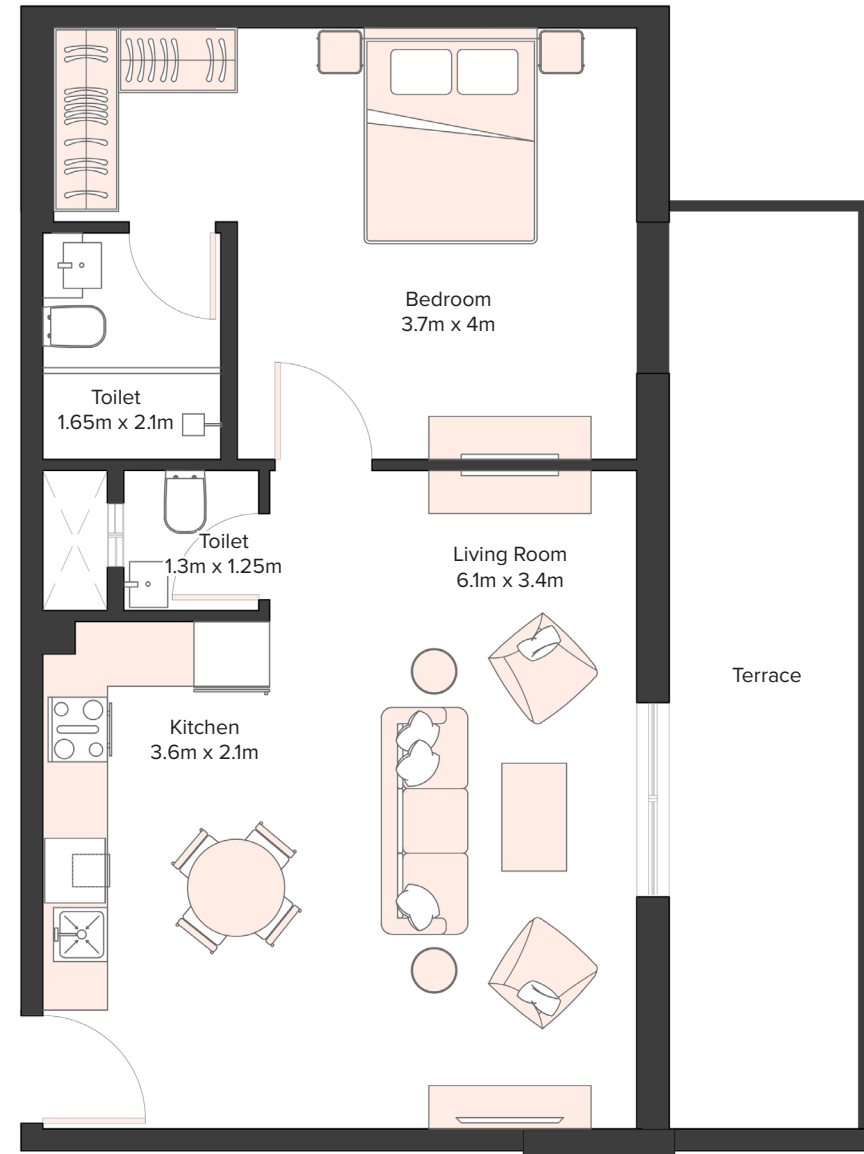 Bedroom
3.7m x 4m
Toilet
1.65m x 2.1m
Toilet
1.3m x 1.25m
Living Room
6.1m x 3.4m
Terrace
Kitchen
3.6m x 2.1m